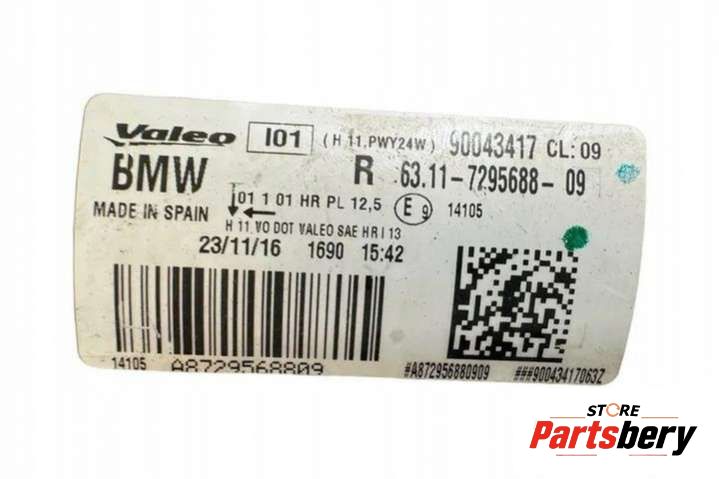 Valeo I01 (H 11,PWY24W) 90043417 CL:09
BMW R 63.11-7295688-09
MADE IN SPAIN I01 1 01 HR PL 12,5 E9 14105
H 11 VO DOT VALEO SAE HR I 13
23/11/16 1690 15:42
14105 A8729568809 #A872956880909 ###90043417063Z
STORE
Partsbery